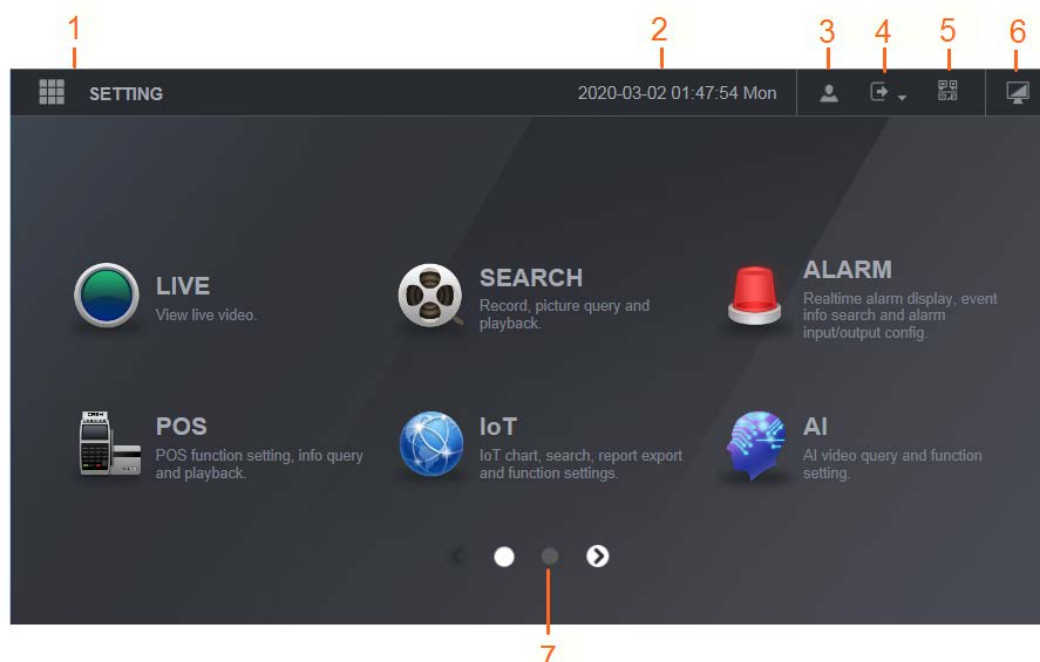 1 2 3 4 5 6
SETTING 2020-03-02 01:47:54 Mon
LIVE
View live video.
SEARCH
Record, picture query and
playback.
ALARM
Realtime alarm display, event
info search and alarm
input/output config.
POS
POS function setting, info query
and playback.
IoT
IoT chart, search, report export
and function settings.
AI
AI video query and function
setting.
7